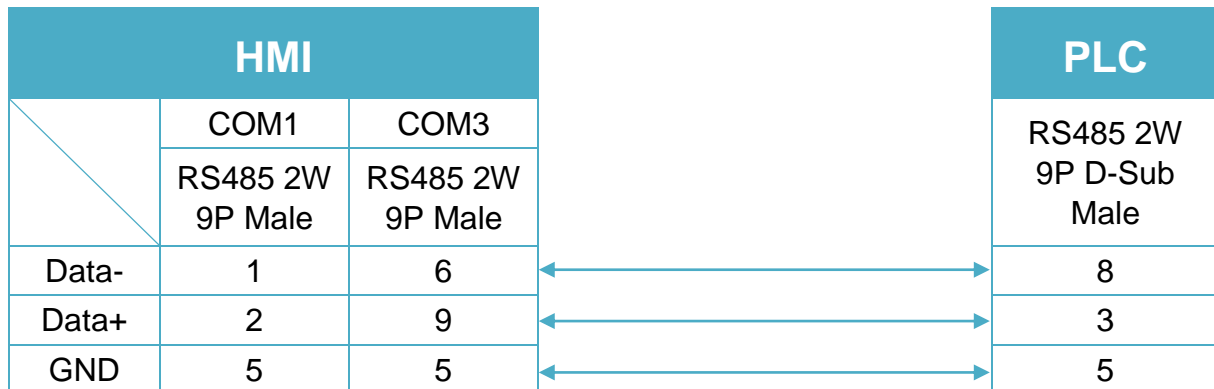 HMI
PLC
COM1
COM3
RS485 2W
9P D-Sub
Male
RS485 2W
9P Male
RS485 2W
9P Male
Data-
1
6
8
Data+
2
9
3
GND
5
5
5